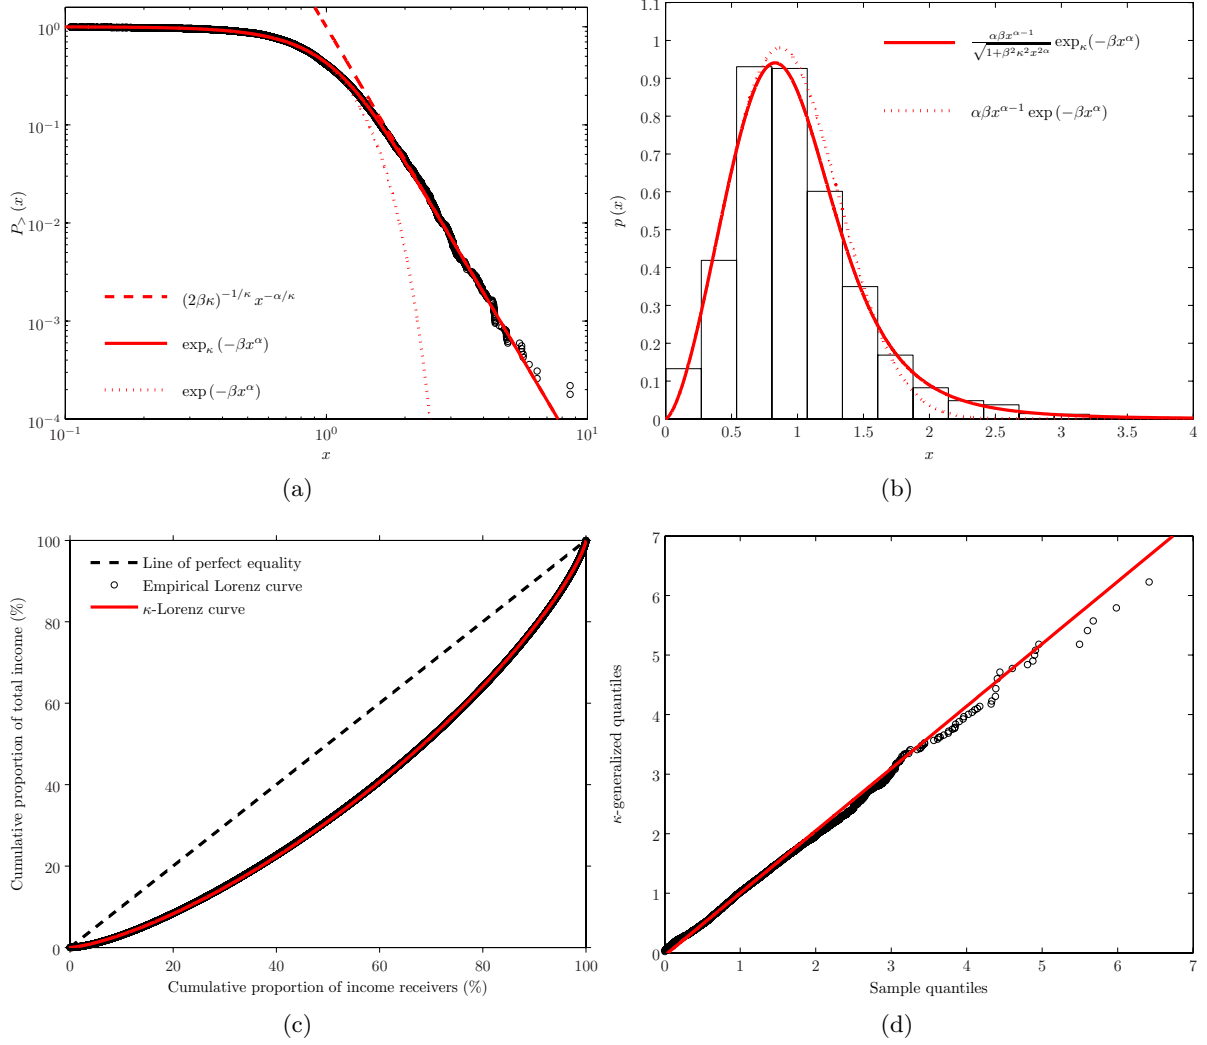 10^0
10^{-1}
10^{-2}
10^{-3}
10^{-4}
P_>(x)
(2βκ)^{-1/κ} x^{-α/κ}
exp_κ(-βx^α)
exp(-βx^α)
10^{-1} 10^0 10^1
x
(a)
1.1
1
0.9
0.8
0.7
0.6
0.5
0.4
0.3
0.2
0.1
0
p(x)
\frac{αβx^{α-1}}{\sqrt{1+β^2κ^2x^{2α}}} exp_κ(-βx^α)
αβx^{α-1} exp(-βx^α)
0 0.5 1 1.5 2 2.5 3 3.5 4
x
(b)
100
80
60
40
20
0
Cumulative proportion of total income (%)
Line of perfect equality
Empirical Lorenz curve
κ-Lorenz curve
0 20 40 60 80 100
Cumulative proportion of income receivers (%)
(c)
7
6
5
4
3
2
1
0
κ-generalized quantiles
0 1 2 3 4 5 6 7
Sample quantiles
(d)